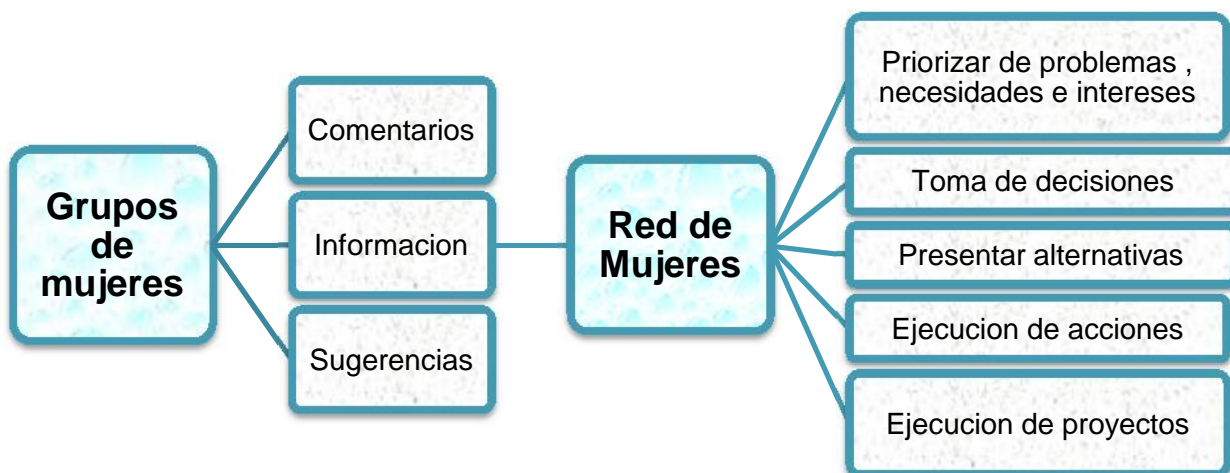 Grupos
de
mujeres
Comentarios
Informacion
Sugerencias
Red de
Mujeres
Priorizar de problemas ,
necesidades e intereses
Toma de decisiones
Presentar alternativas
Ejecucion de acciones
Ejecucion de proyectos